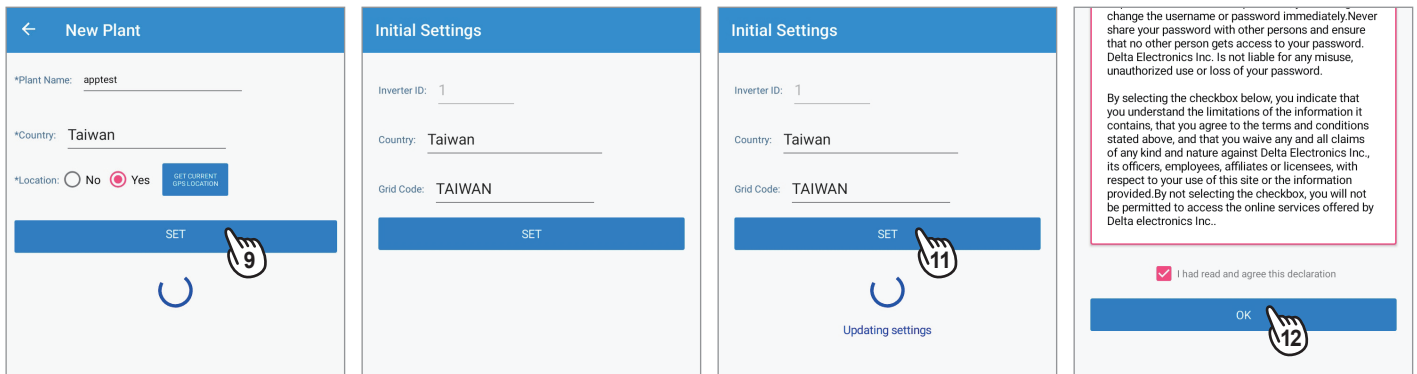 New Plant
*Plant Name: apptest
*Country: Taiwan
*Location: No Yes GET CURRENT
GPS LOCATION
SET
9
Initial Settings
Inverter ID: 1
Country: Taiwan
Grid Code: TAIWAN
SET
Initial Settings
Inverter ID: 1
Country: Taiwan
Grid Code: TAIWAN
SET
11
Updating settings
change the username or password immediately.Never
share your password with other persons and ensure
that no other person gets access to your password.
Delta Electronics Inc. Is not liable for any misuse,
unauthorized use or loss of your password.
By selecting the checkbox below, you indicate that
you understand the limitations of the information it
contains, that you agree to the terms and conditions
stated above, and that you waive any and all claims
of any kind and nature against Delta Electronics Inc.,
its officers, employees, affiliates or licensees, with
respect to your use of this site or the information
provided.By not selecting the checkbox, you will not
be permitted to access the online services offered by
Delta electronics Inc..
I had read and agree this declaration
OK
12